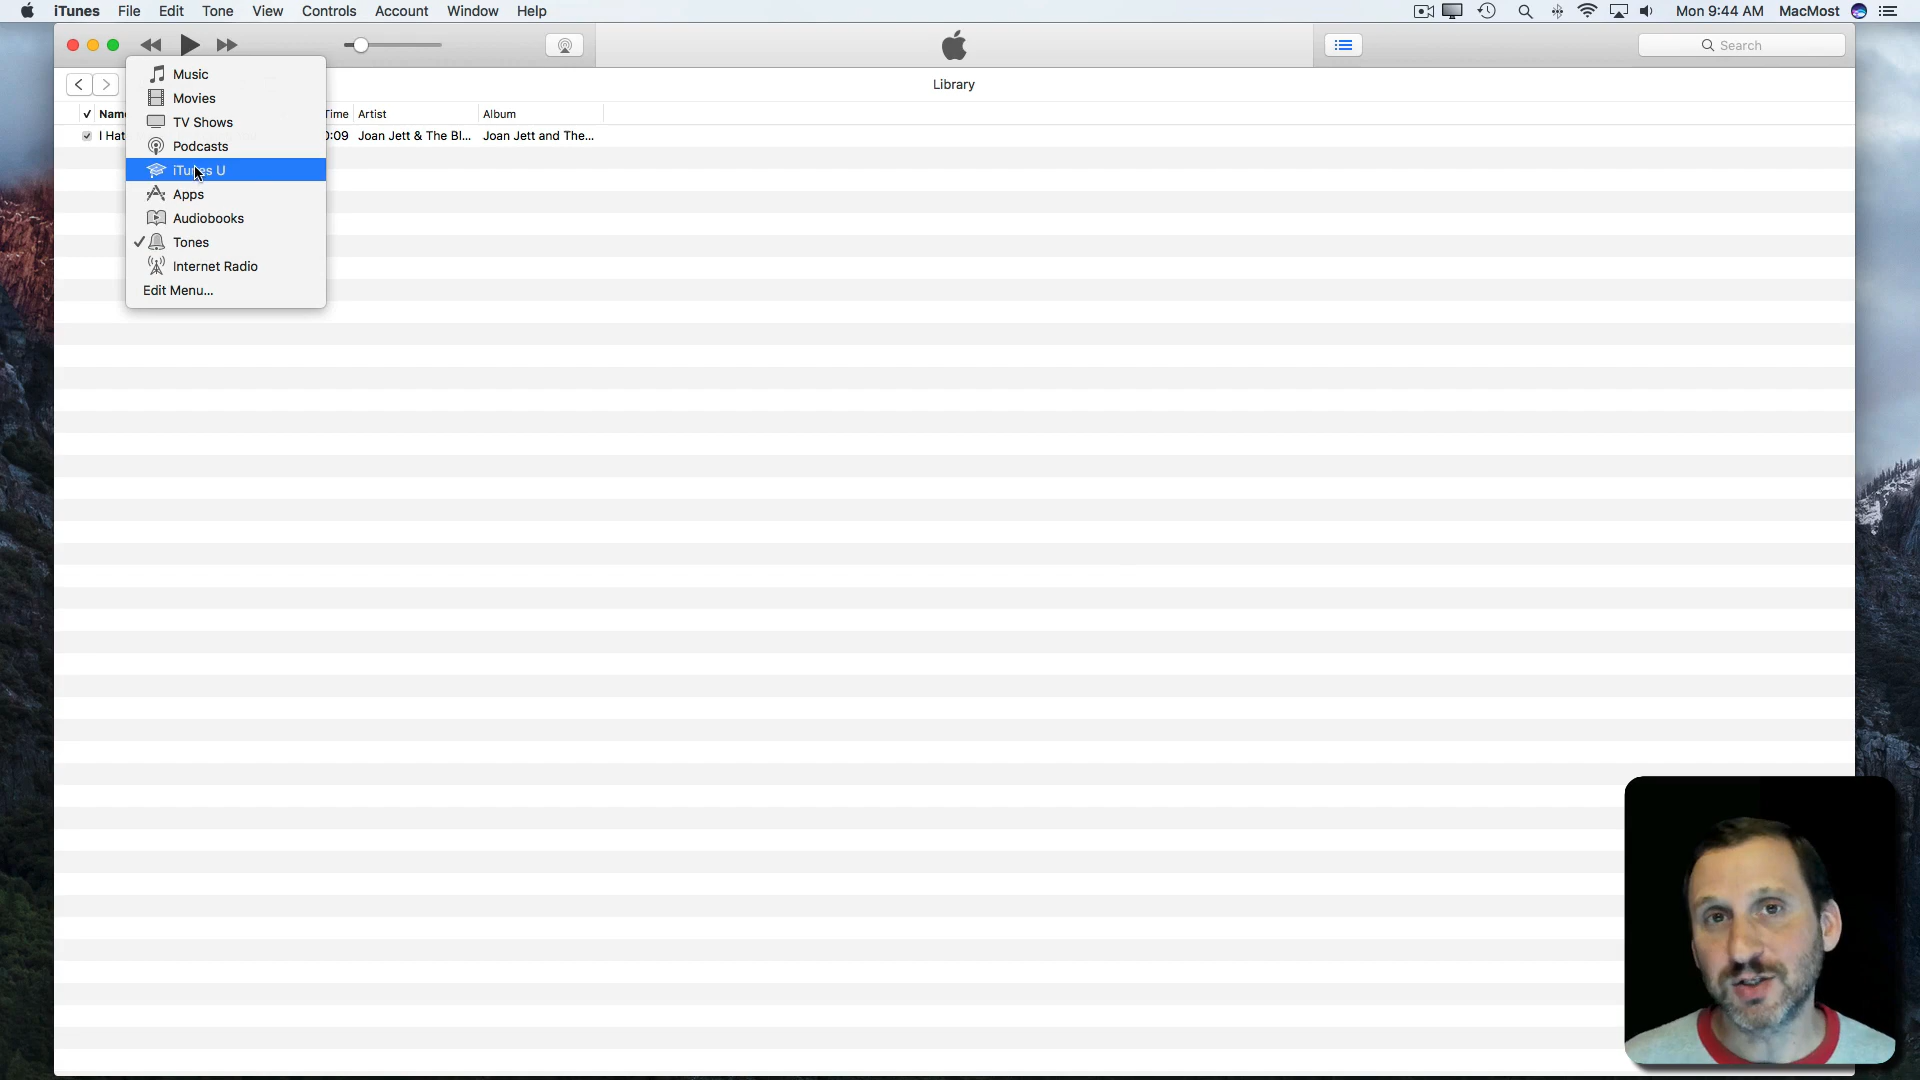 iTunes File Edit Tone View Controls Account Window Help Mon 9:44 AM MacMost
Search
Library
Music
Movies
TV Shows
Podcasts
iTunes U
Apps
Audiobooks
Tones
Internet Radio
Edit Menu...
✓ Artist Album
I :09 Joan Jett & The Bl... Joan Jett and The...